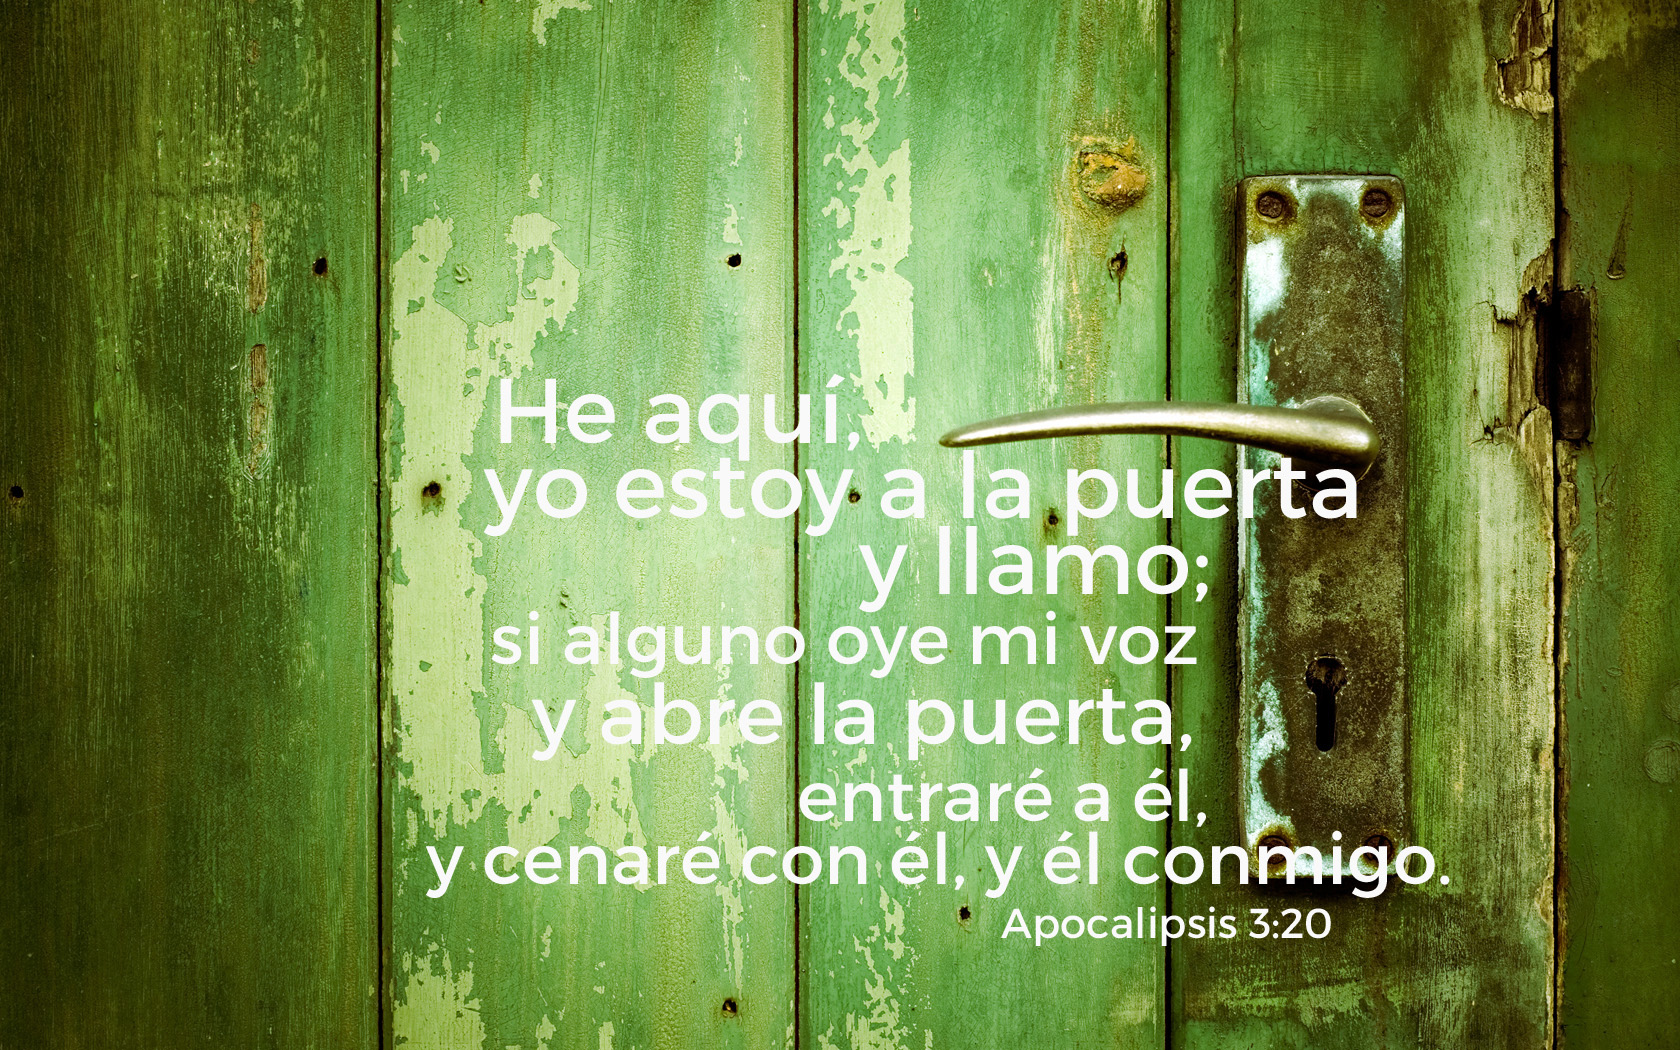 He aquí,
yo estoy a la puerta
y llamo;
si alguno oye mi voz
y abre la puerta,
entraré a él,
y cenaré con él, y él conmigo.
Apocalipsis 3:20